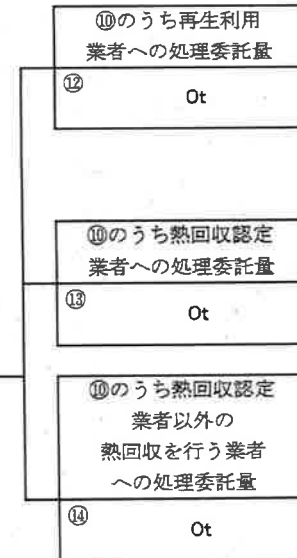 ⑩のうち再生利用
業者への処理委託量
⑫
0t
⑩のうち熱回収認定
業者への処理委託量
⑬
0t
⑩のうち熱回収認定
業者以外の
熱回収を行う業者
への処理委託量
⑭
0t